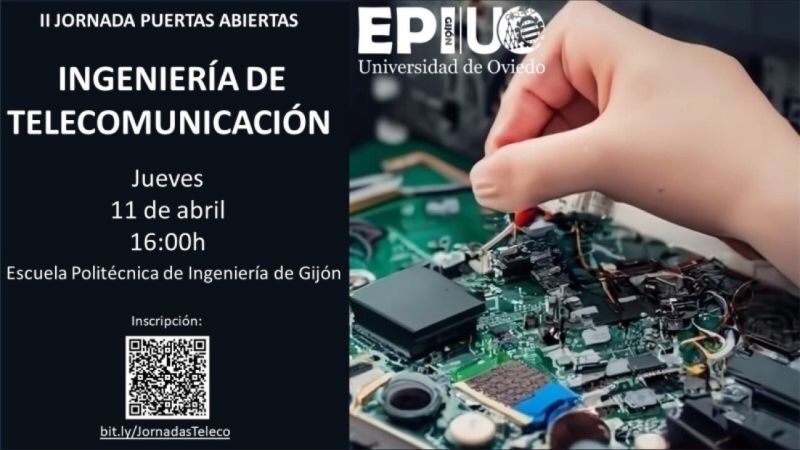 II JORNADA PUERTAS ABIERTAS
INGENIERÍA DE
TELECOMUNICACIÓN
Jueves
11 de abril
16:00h
Escuela Politécnica de Ingeniería de Gijón
Inscripción:
bit.ly/JornadasTeleco
EPI GIJÓN UO
Universidad de Oviedo